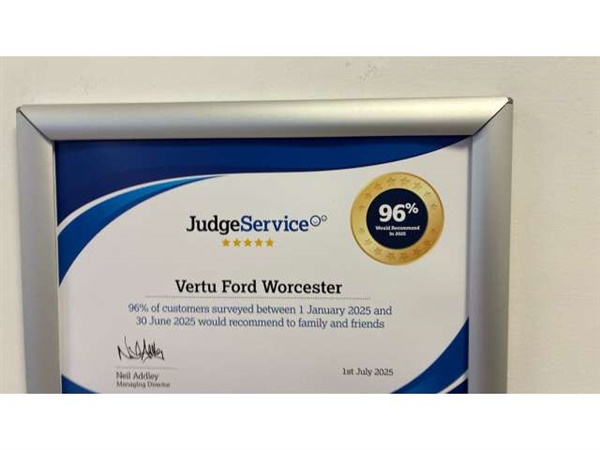 JudgeService
96%
Would Recommend
In 2025
Vertu Ford Worcester
96% of customers surveyed between 1 January 2025 and
30 June 2025 would recommend to family and friends
Neil Addley
Managing Director
1st July 2025